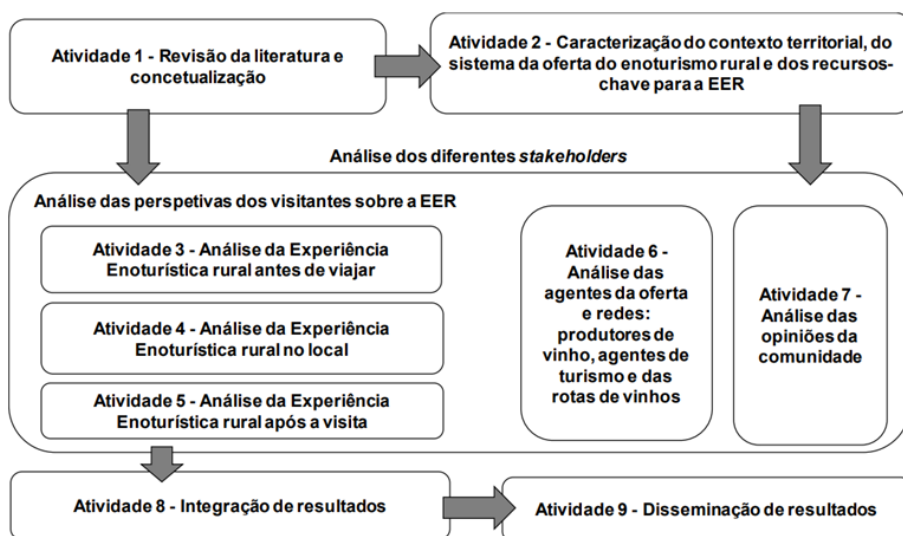 Atividade 1 - Revisão da literatura e
concetualização
Atividade 2 - Caracterização do contexto territorial, do
sistema da oferta do enoturismo rural e dos recursos-
chave para a EER
Análise dos diferentes stakeholders
Análise das perspetivas dos visitantes sobre a EER
Atividade 3 - Análise da Experiência
Enoturística rural antes de viajar
Atividade 4 - Análise da Experiência
Enoturística rural no local
Atividade 5 - Análise da Experiência
Enoturística rural após a visita
Atividade 6 -
Análise das
agentes da oferta
e redes:
produtores de
vinho, agentes de
turismo e das
rotas de vinhos
Atividade 7 -
Análise das
opiniões da
comunidade
Atividade 8 - Integração de resultados
Atividade 9 - Disseminação de resultados